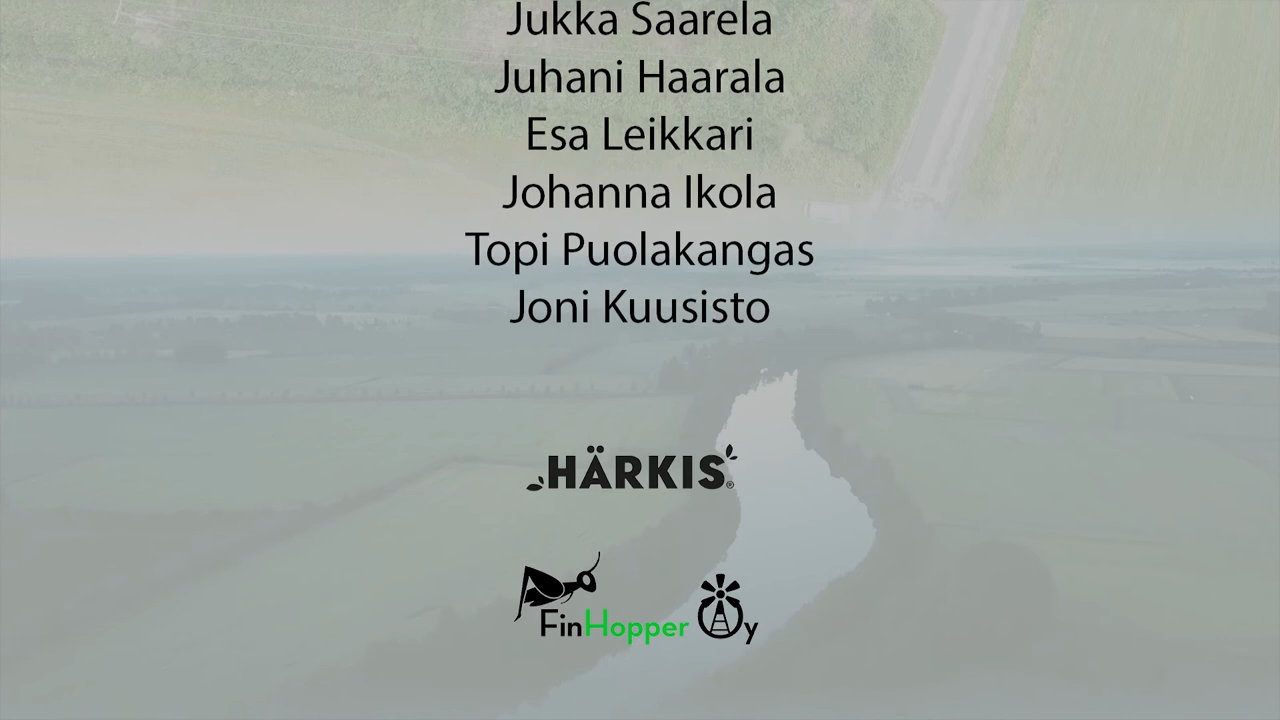 Jukka Saarela
Juhani Haarala
Esa Leikkari
Johanna Ikola
Topi Puolakangas
Joni Kuusisto
HÄRKIS®
FinHopper Oy